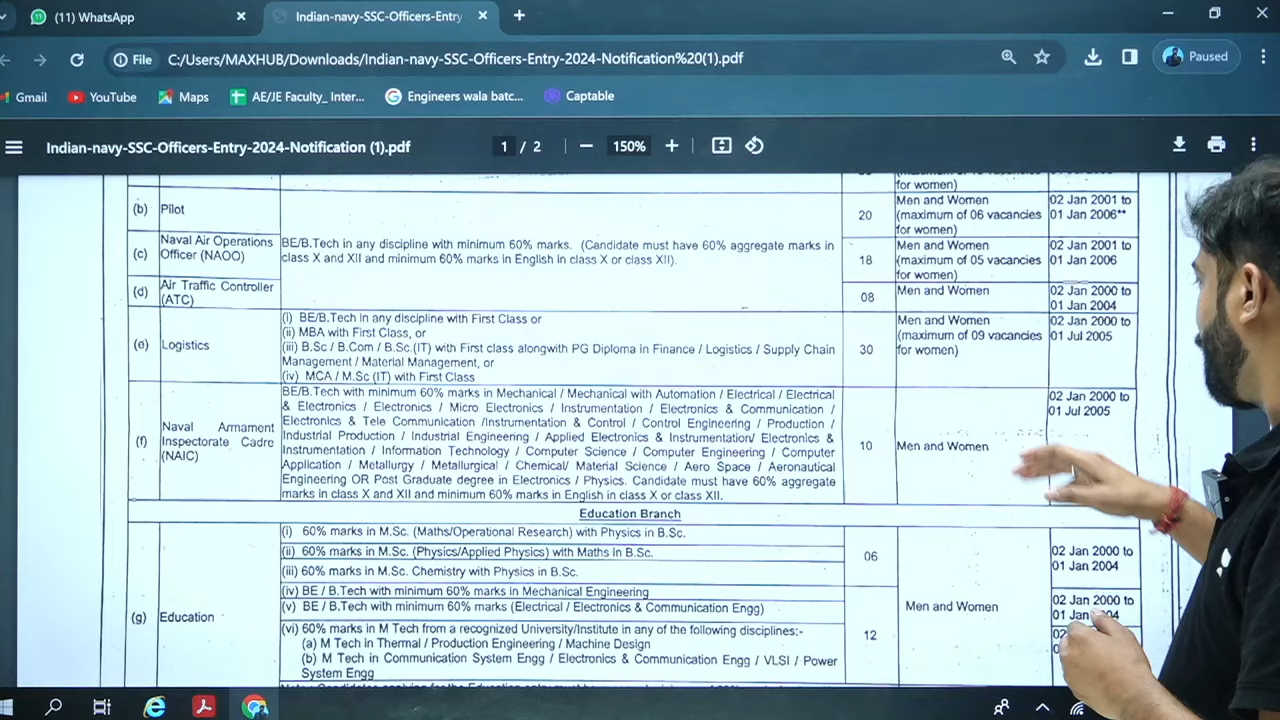 (11) WhatsApp
Indian-navy-SSC-Officers-Entry
File
C:/Users/MAXHUB/Downloads/Indian-navy-SSC-Officers-Entry-2024-Notification%20(1).pdf
Paused
Gmail
YouTube
Maps
AE/JE Faculty_ Inter...
Engineers wala batc...
Captable
Indian-navy-SSC-Officers-Entry-2024-Notification (1).pdf
1 / 2
150%
for women)
(b) Pilot
20
Men and Women
(maximum of 06 vacancies
for women)
02 Jan 2001 to
01 Jan 2006**
(c)
Naval Air Operations
Officer (NAOO)
BE/B.Tech in any discipline with minimum 60% marks. (Candidate must have 60% aggregate marks in
class X and XII and minimum 60% marks in English in class X or class XII).
18
Men and Women
(maximum of 05 vacancies
for women)
02 Jan 2001 to
01 Jan 2006
(d)
Air Traffic Controller
(ATC)
08
Men and Women
02 Jan 2000 to
01 Jan 2004
(e)
Logistics
(i) BE/B.Tech in any discipline with First Class or
(ii) MBA with First Class, or
(iii) B.Sc / B.Com / B.Sc.(IT) with First class alongwith PG Diploma in Finance / Logistics / Supply Chain
Management / Material Management, or
(iv) MCA / M.Sc (IT) with First Class
30
Men and Women
(maximum of 09 vacancies
for women)
02 Jan 2000 to
01 Jul 2005
(f)
Naval Armament
Inspectorate Cadre
(NAIC)
BE/B.Tech with minimum 60% marks in Mechanical / Mechanical with Automation / Electrical / Electrical
& Electronics / Electronics / Micro Electronics / Instrumentation / Electronics & Communication /
Electronics & Tele Communication /Instrumentation & Control / Control Engineering / Production /
Industrial Production / Industrial Engineering / Applied Electronics & Instrumentation/ Electronics &
Instrumentation / Information Technology / Computer Science / Computer Engineering / Computer
Application / Metallurgy / Metallurgical / Chemical/ Material Science / Aero Space / Aeronautical
Engineering OR Post Graduate degree in Electronics / Physics. Candidate must have 60% aggregate
marks in class X and XII and minimum 60% marks in English in class X or class XII.
10
Men and Women
02 Jan 2000 to
01 Jul 2005
Education Branch
(g)
Education
(i) 60% marks in M.Sc. (Maths/Operational Research) with Physics in B.Sc.
(ii) 60% marks in M.Sc. (Physics/Applied Physics) with Maths in B.Sc.
(iii) 60% marks in M.Sc. Chemistry with Physics in B.Sc.
06
02 Jan 2000 to
01 Jan 2004
(iv) BE / B.Tech with minimum 60% marks in Mechanical Engineering
(v) BE / B.Tech with minimum 60% marks (Electrical / Electronics & Communication Engg)
(vi) 60% marks in M Tech from a recognized University/Institute in any of the following disciplines:-
(a) M Tech in Thermal / Production Engineering / Machine Design
(b) M Tech in Communication System Engg / Electronics & Communication Engg / VLSI / Power
System Engg
12
Men and Women
02 Jan 2000 to
01 Jan